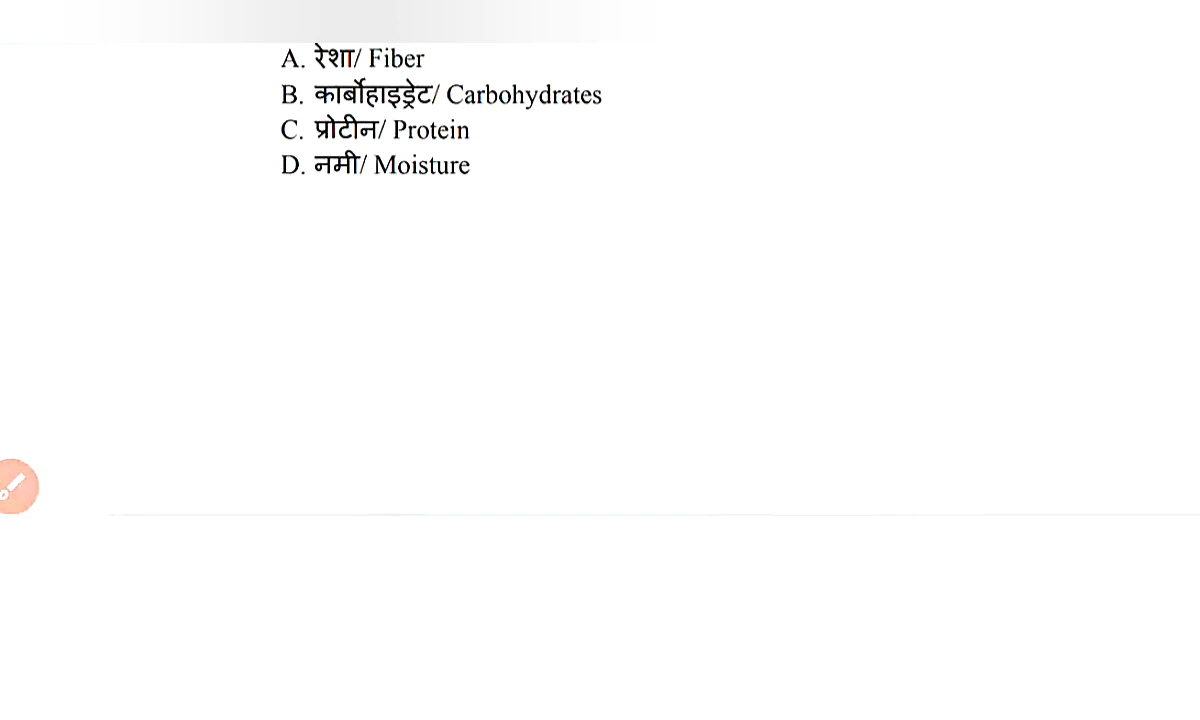 A. रेशा/ Fiber
B. कार्बोहाइड्रेट/ Carbohydrates
C. प्रोटीन/ Protein
D. नमी/ Moisture